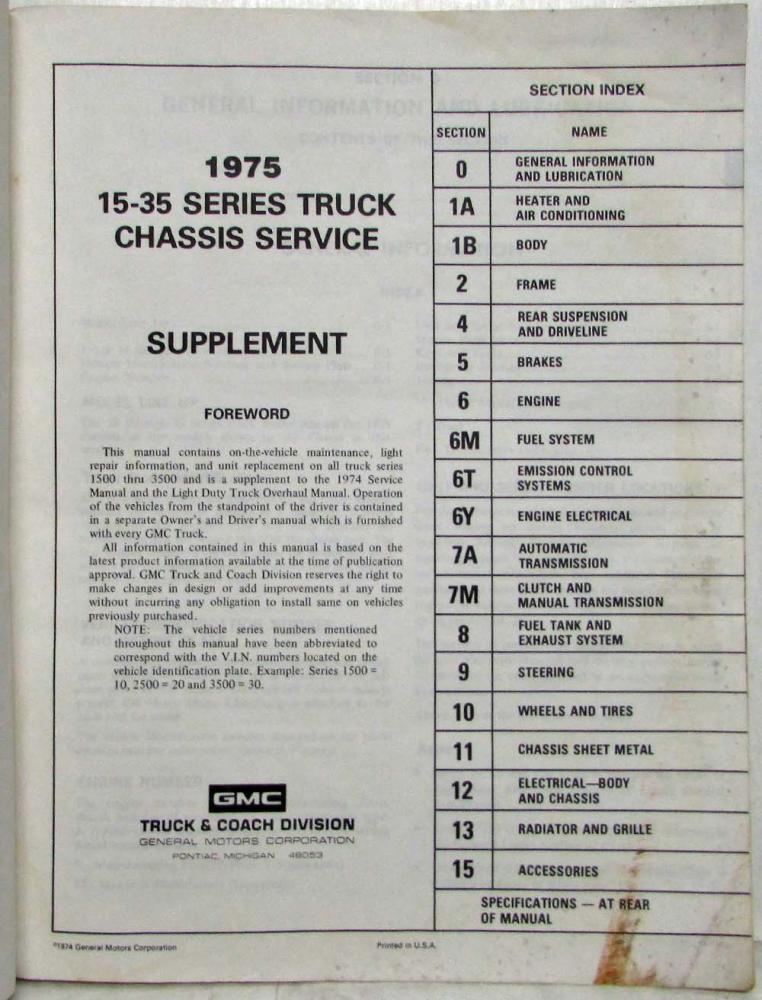 1975
15-35 SERIES TRUCK
CHASSIS SERVICE
SUPPLEMENT
FOREWORD
This manual contains on-the-vehicle maintenance, light
repair information, and unit replacement on all truck series
1500 thru 3500 and is a supplement to the 1974 Service
Manual and the Light Duty Truck Overhaul Manual. Operation
of the vehicles from the standpoint of the driver is contained
in a separate Owner's and Driver's manual which is furnished
with every GMC Truck.
All information contained in this manual is based on the
latest product information available at the time of publication
approval. GMC Truck and Coach Division reserves the right to
make changes in design or add improvements at any time
without incurring any obligation to install same on vehicles
previously purchased.
NOTE: The vehicle series numbers mentioned
throughout this manual have been abbreviated to
correspond with the V.I.N. numbers located on the
vehicle identification plate. Example: Series 1500 =
10, 2500 = 20 and 3500 = 30.
GMC
TRUCK & COACH DIVISION
GENERAL MOTORS CORPORATION
PONTIAC, MICHIGAN 48053
SECTION INDEX
SECTION NAME
0 GENERAL INFORMATION
AND LUBRICATION
1A HEATER AND
AIR CONDITIONING
1B BODY
2 FRAME
4 REAR SUSPENSION
AND DRIVELINE
5 BRAKES
6 ENGINE
6M FUEL SYSTEM
6T EMISSION CONTROL
SYSTEMS
6Y ENGINE ELECTRICAL
7A AUTOMATIC
TRANSMISSION
7M CLUTCH AND
MANUAL TRANSMISSION
8 FUEL TANK AND
EXHAUST SYSTEM
9 STEERING
10 WHEELS AND TIRES
11 CHASSIS SHEET METAL
12 ELECTRICAL—BODY
AND CHASSIS
13 RADIATOR AND GRILLE
15 ACCESSORIES
SPECIFICATIONS — AT REAR
OF MANUAL
©1974 General Motors Corporation
Printed in U.S.A.